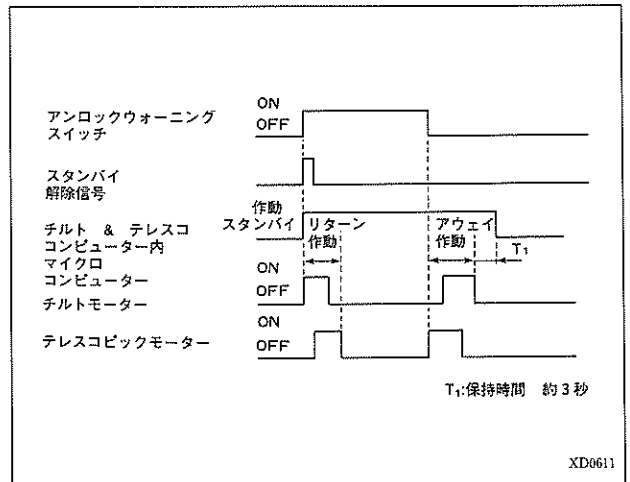 アンロックウォーニング
スイッチ
ON
OFF
スタンバイ
解除信号
チルト & テレスコ
コンピューター内
マイクロ
コンピューター
作動
スタンバイ
リターン
作動
アウェイ
作動
T₁
チルトモーター
ON
OFF
テレスコピックモーター
ON
OFF
T₁:保持時間 約3秒
XD0611